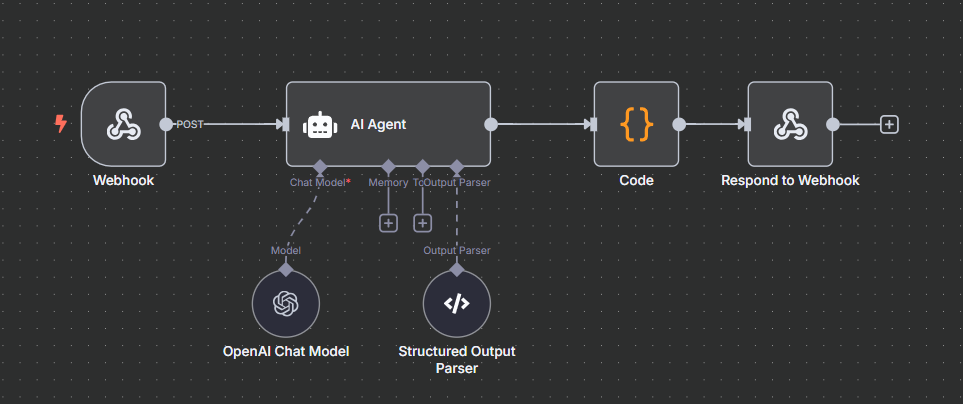 POST
AI Agent
Webhook
Code
Respond to Webhook
Chat Model*
Memory
Output Parser
Model
Output Parser
OpenAI Chat Model
Structured Output
Parser